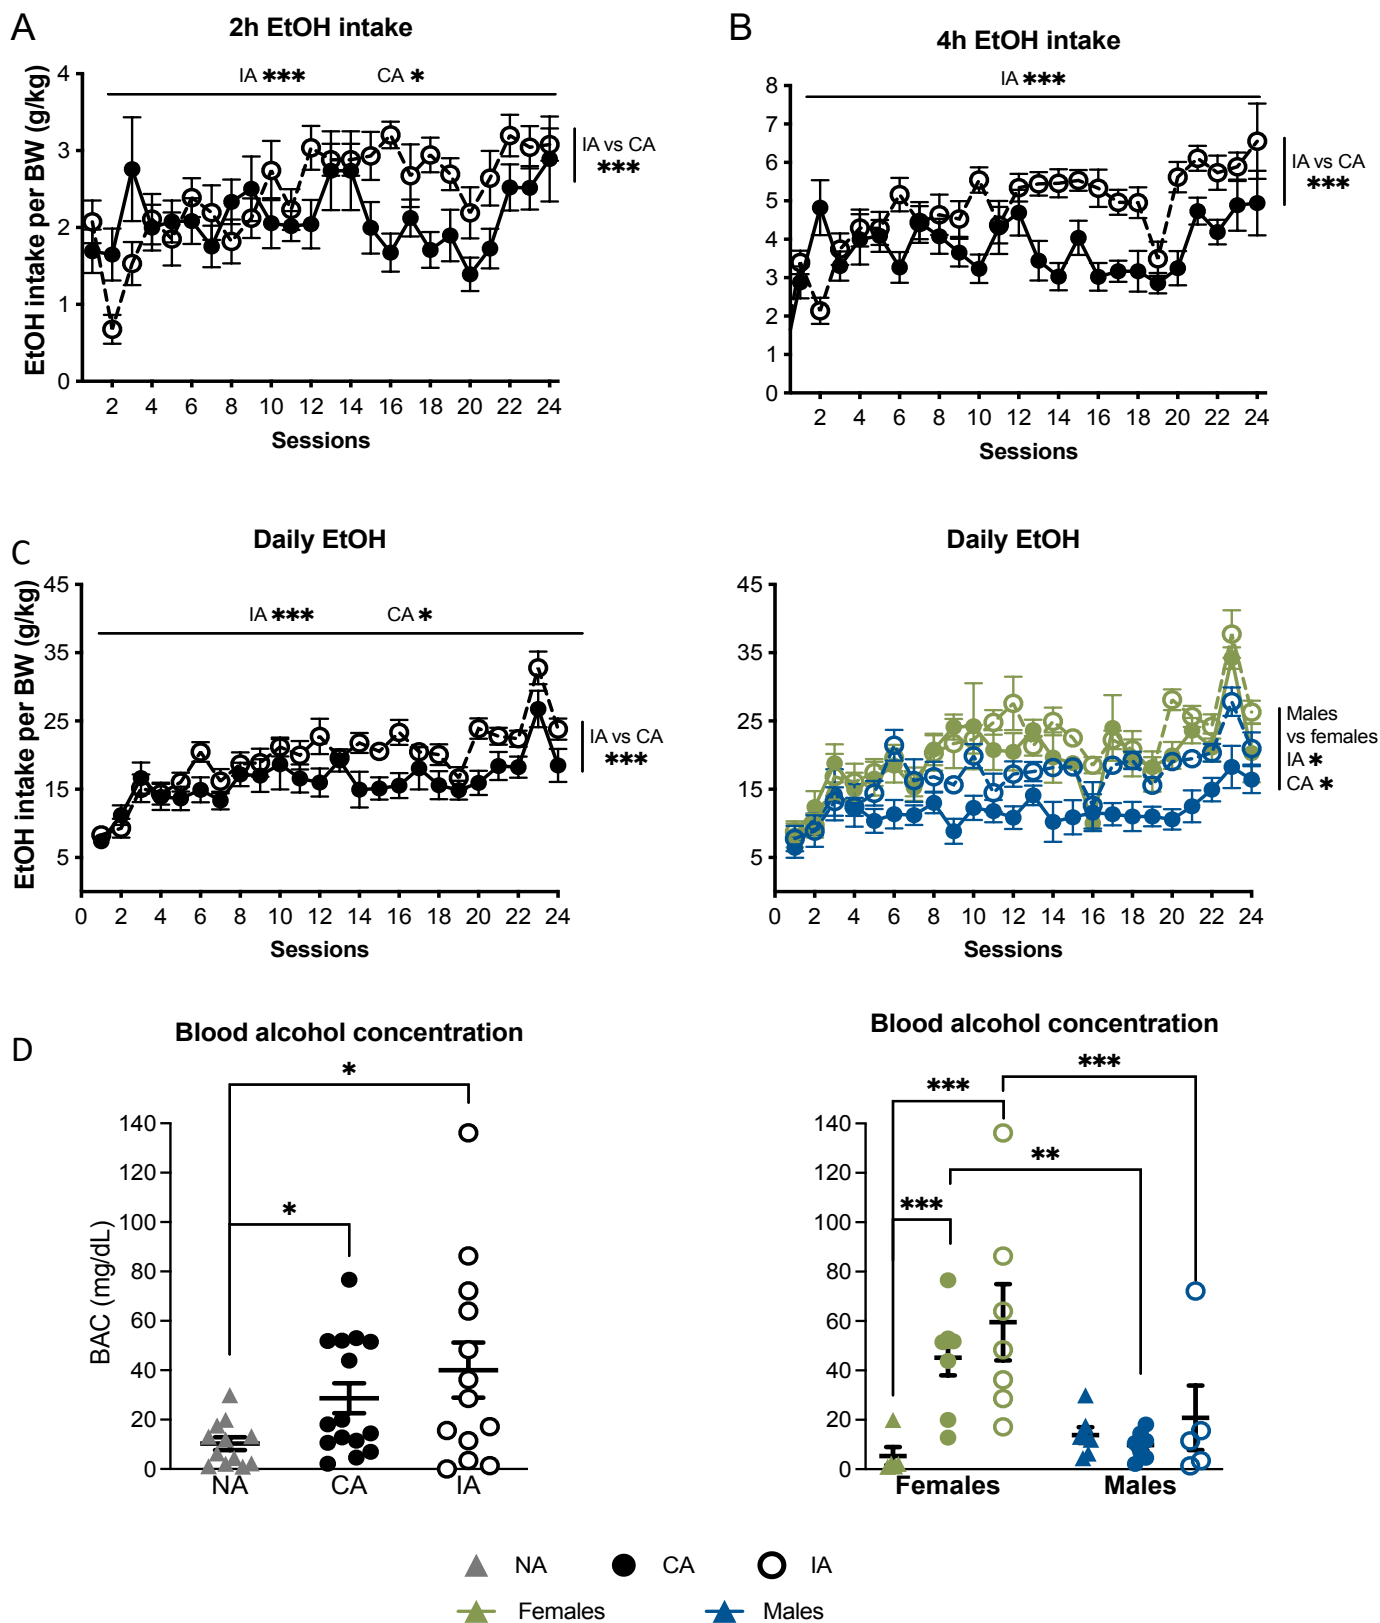 A
2h EtOH intake
IA ***
CA *
EtOH intake per BW (g/kg)
4
3
2
1
0
IA vs CA
***
2 4 6 8 10 12 14 16 18 20 22 24
Sessions
B
4h EtOH intake
IA ***
8
7
6
5
4
3
2
1
0
IA vs CA
***
2 4 6 8 10 12 14 16 18 20 22 24
Sessions
C
Daily EtOH
IA ***
CA *
EtOH intake per BW (g/kg)
45
35
25
15
5
IA vs CA
***
0 2 4 6 8 10 12 14 16 18 20 22 24
Sessions
Daily EtOH
45
35
25
15
5
Males
vs females
IA *
CA *
0 2 4 6 8 10 12 14 16 18 20 22 24
Sessions
D
Blood alcohol concentration
*
*
BAC (mg/dL)
140
120
100
80
60
40
20
0
NA CA IA
Blood alcohol concentration
***
***
**
***
140
120
100
80
60
40
20
0
Females Males
NA CA IA
Females Males